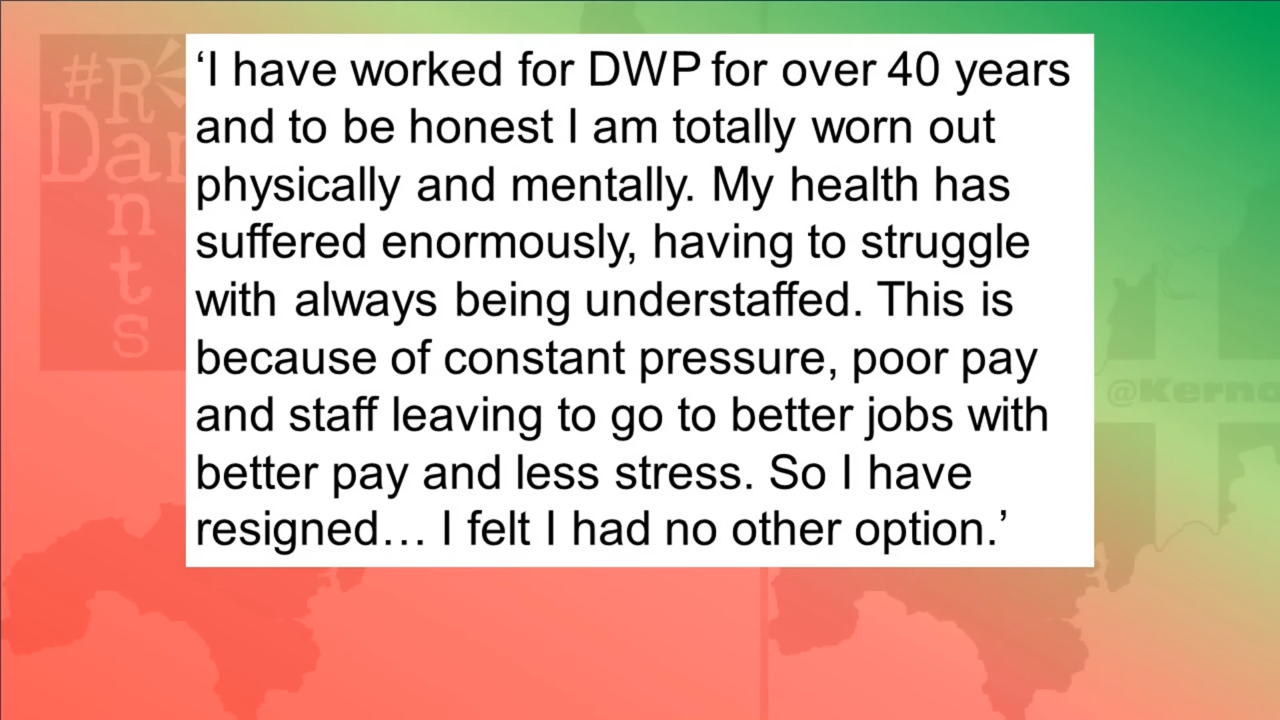 ‘I have worked for DWP for over 40 years
and to be honest I am totally worn out
physically and mentally. My health has
suffered enormously, having to struggle
with always being understaffed. This is
because of constant pressure, poor pay
and staff leaving to go to better jobs with
better pay and less stress. So I have
resigned… I felt I had no other option.’
#R
Dan
n
t
s